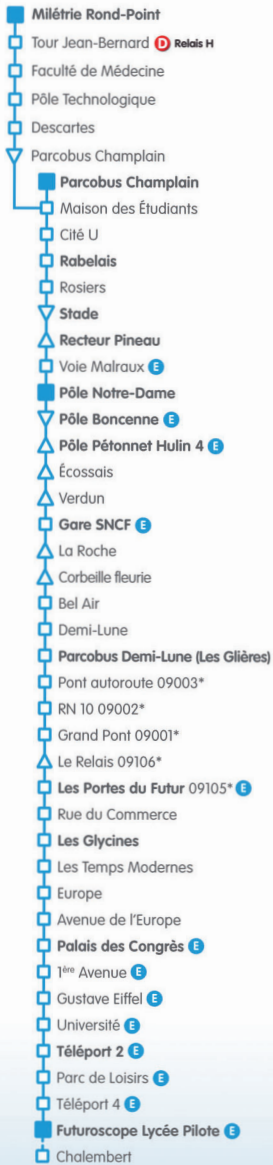 Milétrie Rond-Point
Tour Jean-Bernard D Relais H
Faculté de Médecine
Pôle Technologique
Descartes
Parcobus Champlain
Parcobus Champlain
Maison des Étudiants
Cité U
Rabelais
Rosiers
Stade
Recteur Pineau
Voie Malraux E
Pôle Notre-Dame
Pôle Boncenne E
Pôle Pétonnet Hulin 4 E
Écossais
Verdun
Gare SNCF E
La Roche
Corbeille fleurie
Bel Air
Demi-Lune
Parcobus Demi-Lune (Les Glières)
Pont autoroute 09003*
RN 10 09002*
Grand Pont 09001*
Le Relais 09106*
Les Portes du Futur 09105* E
Rue du Commerce
Les Glycines
Les Temps Modernes
Europe
Avenue de l'Europe
Palais des Congrès E
1ère Avenue E
Gustave Eiffel E
Université E
Téléport 2 E
Parc de Loisirs E
Téléport 4 E
Futuroscope Lycée Pilote E
Chalembert